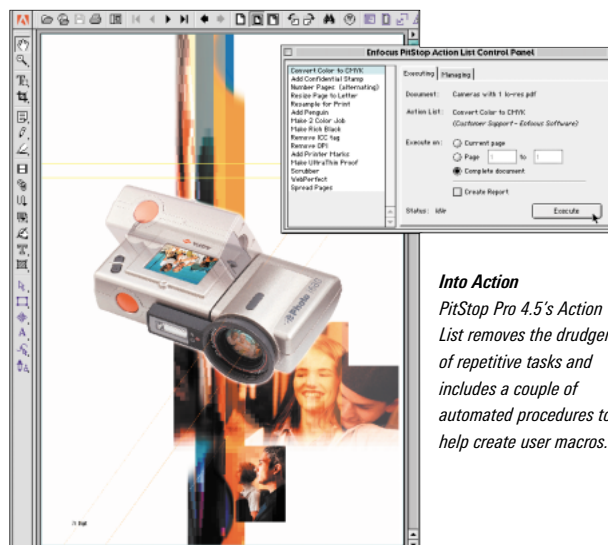 Enfocus PitStop Action List Control Panel
Convert Color to CMYK
Add Confidential Stamp
Number Pages (alternating)
Resize Page to Letter
Resample for Print
Add Penguin
Make 2 Color Job
Make Rich Black
Remove ICC tag
Remove OPI
Add Printer Marks
Make UltraThin Proof
Scrubber
WebPerfect
Spread Pages
Executing
Managing
Document: Cameras with 1 lo-res pdf
Action List: Convert Color to CMYK
(Customer Support - Enfocus Software)
Execute on: Current page
Page 1 to 1
Complete document
Create Report
Status: Idle
Execute
Photo
Into Action
PitStop Pro 4.5's Action
List removes the drudger
of repetitive tasks and
includes a couple of
automated procedures to
help create user macros.